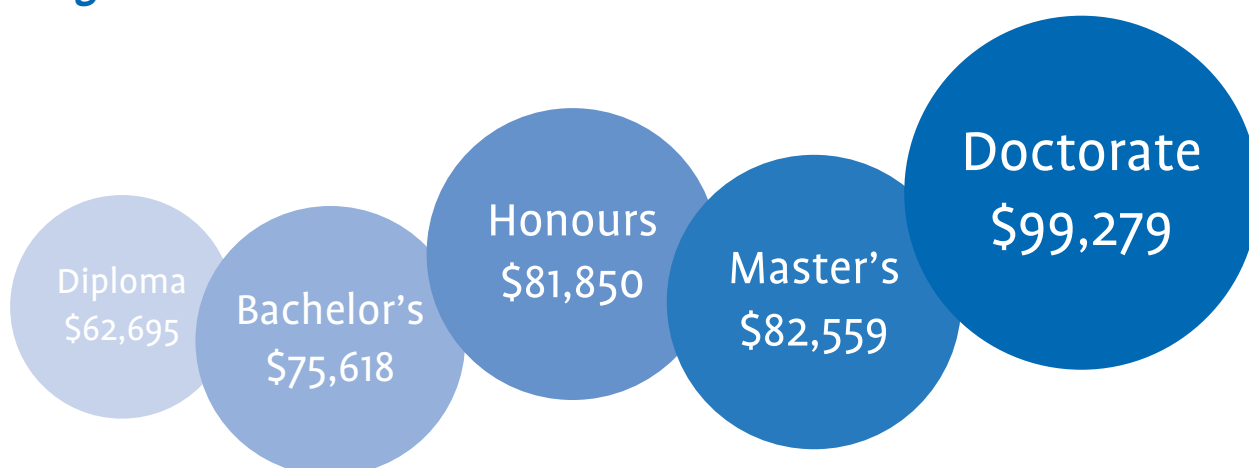 Diploma
$62,695
Bachelor’s
$75,618
Honours
$81,850
Master’s
$82,559
Doctorate
$99,279